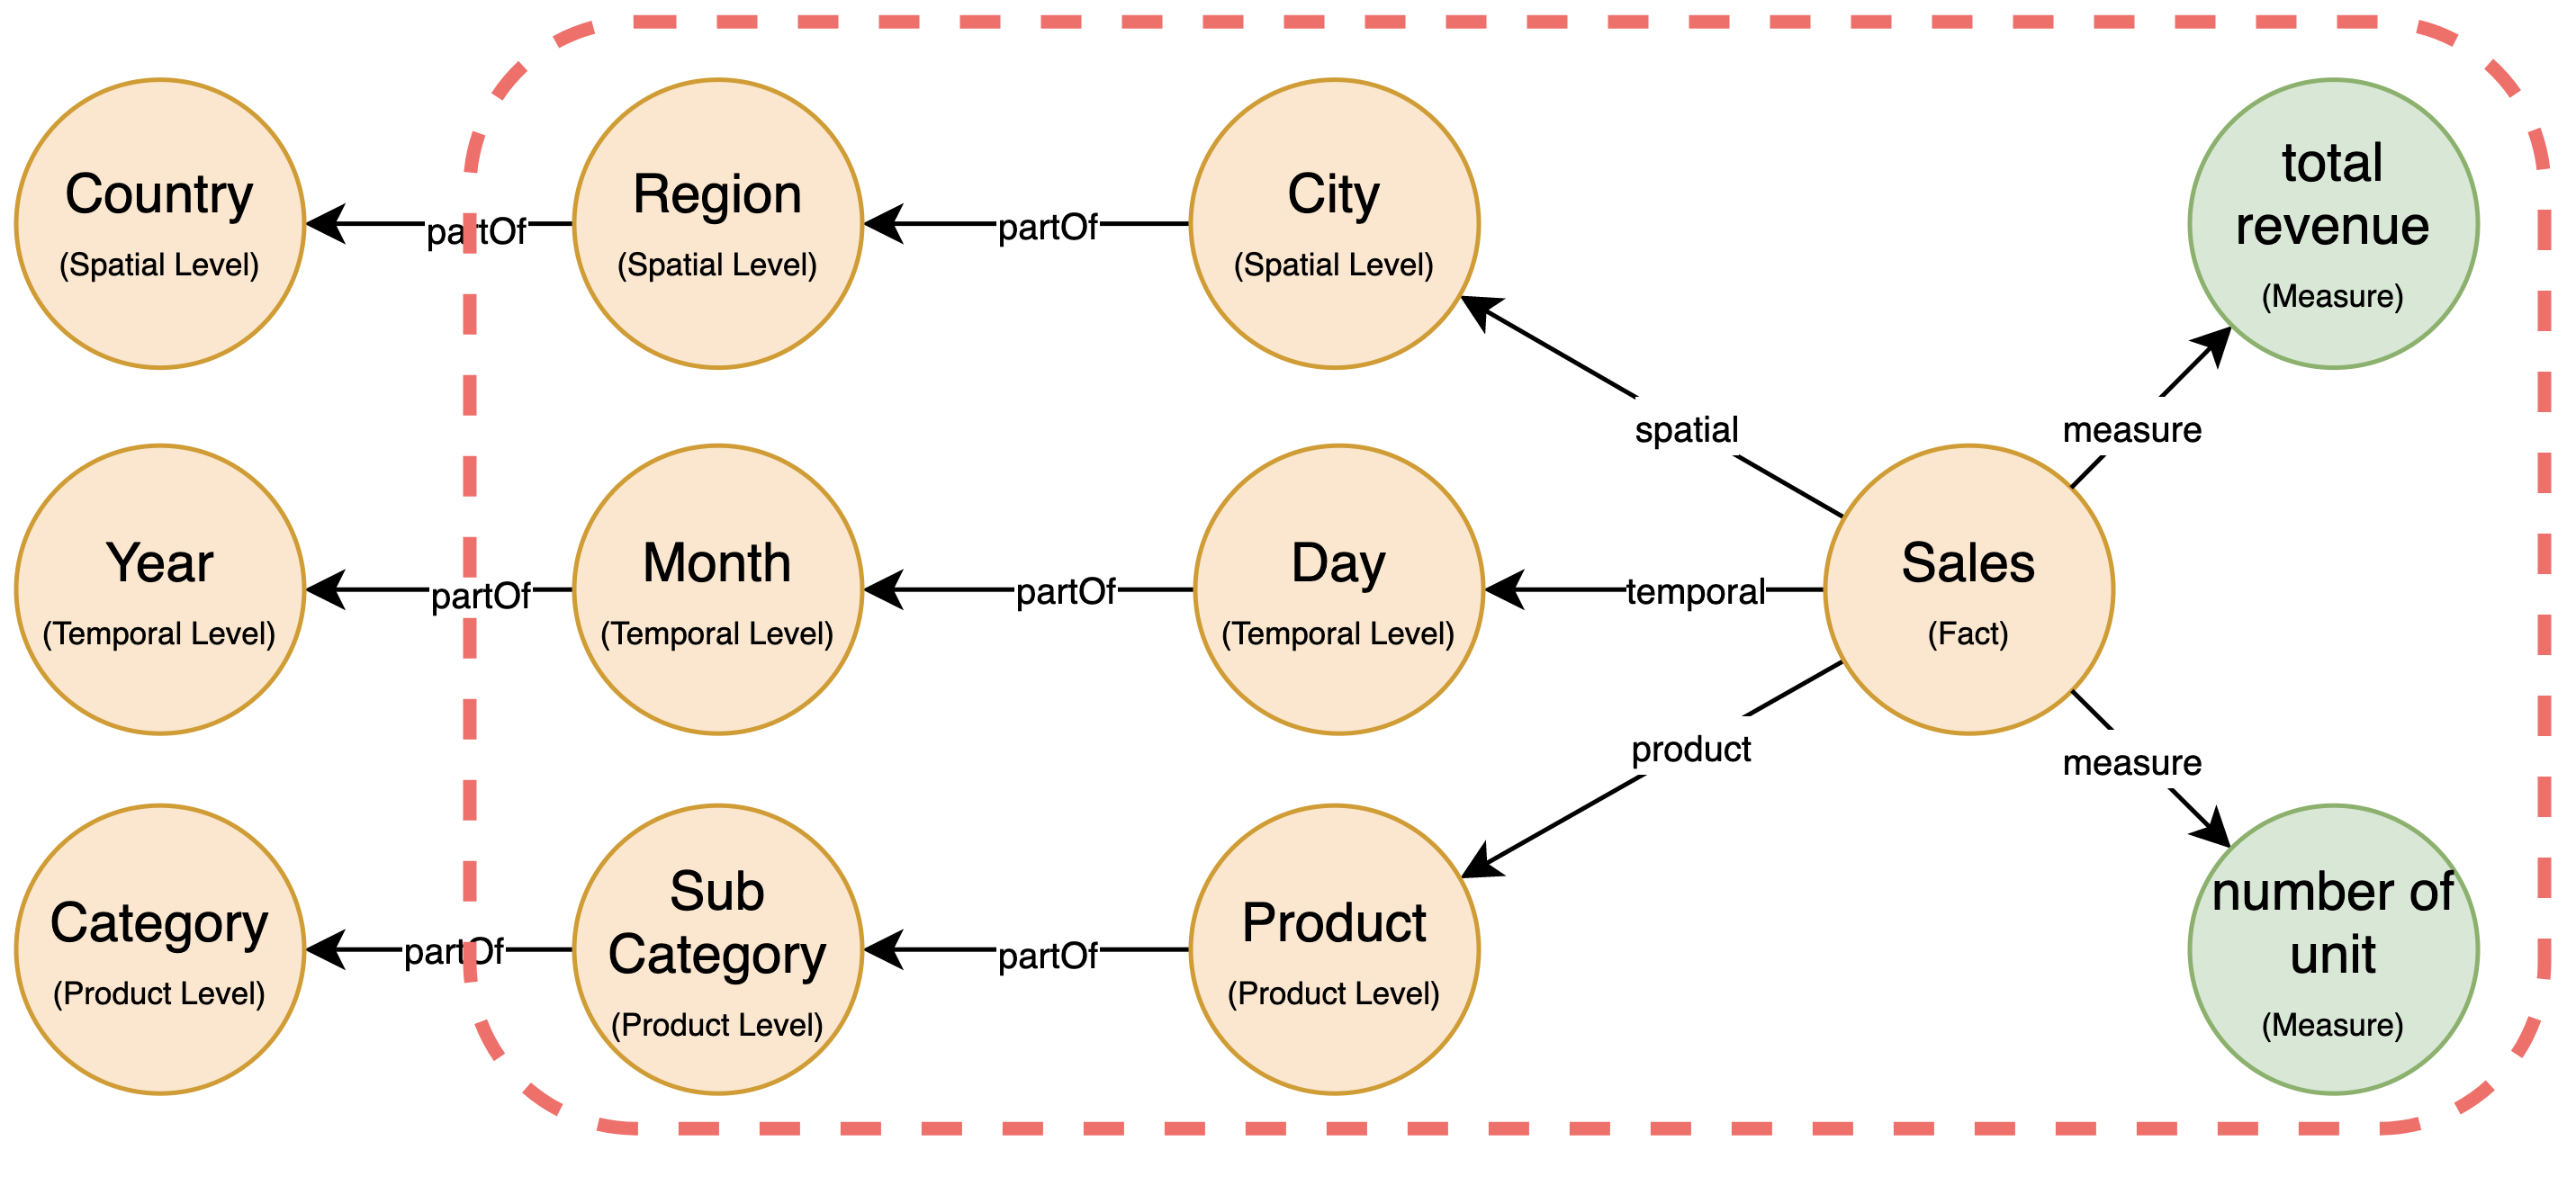 Country
(Spatial Level)
partOf
Region
(Spatial Level)
partOf
City
(Spatial Level)
total
revenue
(Measure)
spatial
measure
Year
(Temporal Level)
partOf
Month
(Temporal Level)
partOf
Day
(Temporal Level)
temporal
Sales
(Fact)
product
measure
Category
(Product Level)
partOf
Sub
Category
(Product Level)
partOf
Product
(Product Level)
number of
unit
(Measure)